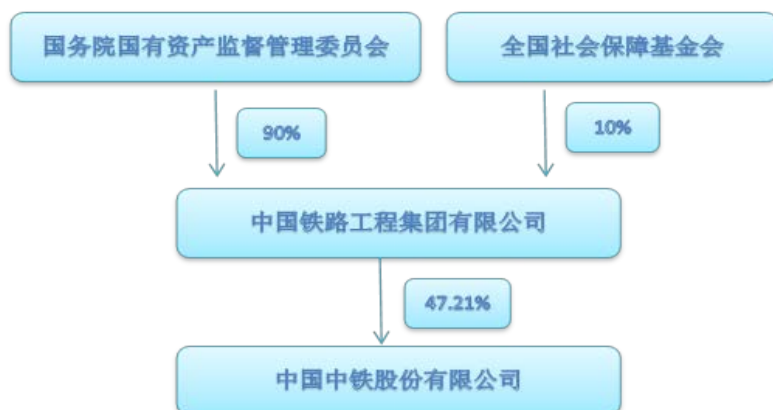 国务院国有资产监督管理委员会
全国社会保障基金会
90%
10%
中国铁路工程集团有限公司
47.21%
中国中铁股份有限公司